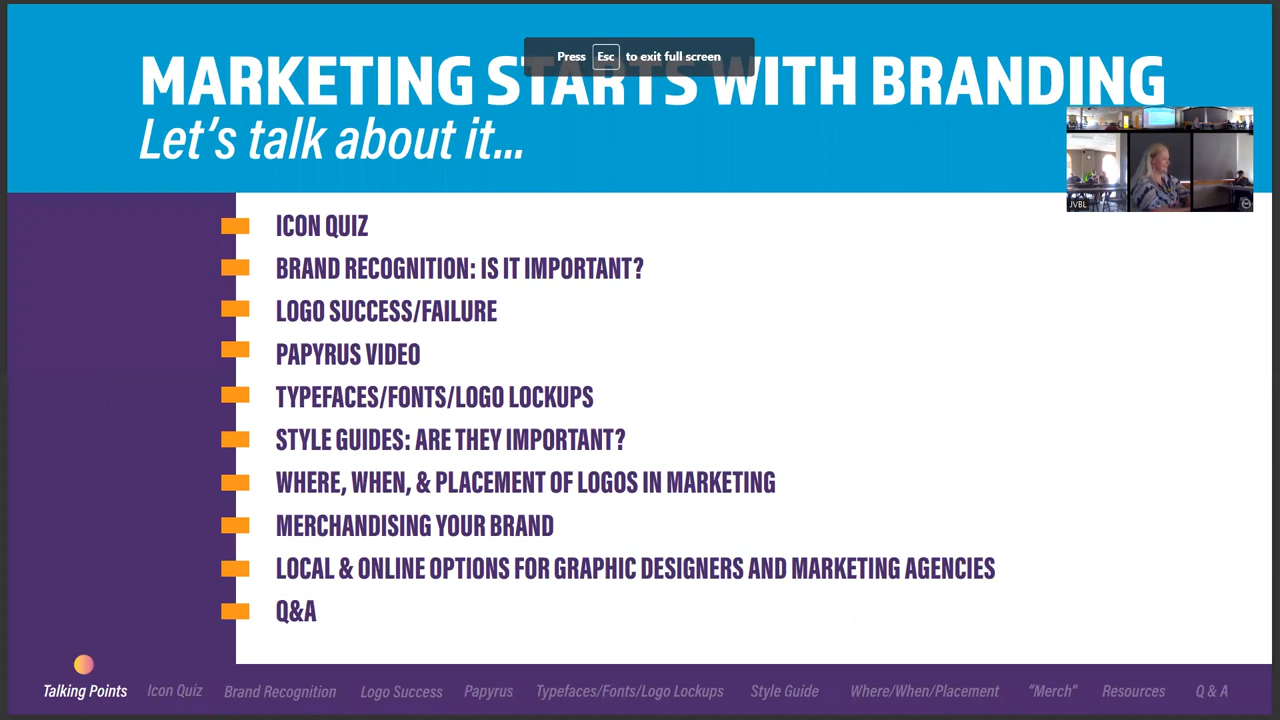 Press Esc to exit full screen
MARKETING STARTS WITH BRANDING
Let's talk about it...
JVBL
ICON QUIZ
BRAND RECOGNITION: IS IT IMPORTANT?
LOGO SUCCESS/FAILURE
PAPYRUS VIDEO
TYPEFACES/FONTS/LOGO LOCKUPS
STYLE GUIDES: ARE THEY IMPORTANT?
WHERE, WHEN, & PLACEMENT OF LOGOS IN MARKETING
MERCHANDISING YOUR BRAND
LOCAL & ONLINE OPTIONS FOR GRAPHIC DESIGNERS AND MARKETING AGENCIES
Q&A
Talking Points Icon Quiz Brand Recognition Logo Success Papyrus Typefaces/Fonts/Logo Lockups Style Guide Where/When/Placement "Merch" Resources Q & A